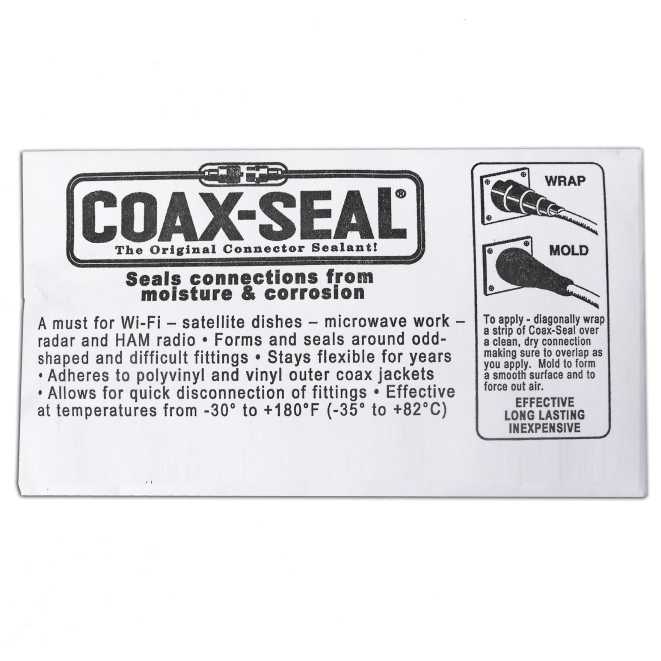 COAX-SEAL®
The Original Connector Sealant!
Seals connections from
moisture & corrosion
A must for Wi-Fi – satellite dishes – microwave work –
radar and HAM radio • Forms and seals around odd-
shaped and difficult fittings • Stays flexible for years
• Adheres to polyvinyl and vinyl outer coax jackets
• Allows for quick disconnection of fittings • Effective
at temperatures from -30° to +180°F (-35° to +82°C)
WRAP
MOLD
To apply - diagonally wrap
a strip of Coax-Seal over
a clean, dry connection
making sure to overlap as
you apply. Mold to form
a smooth surface and to
force out air.
EFFECTIVE
LONG LASTING
INEXPENSIVE